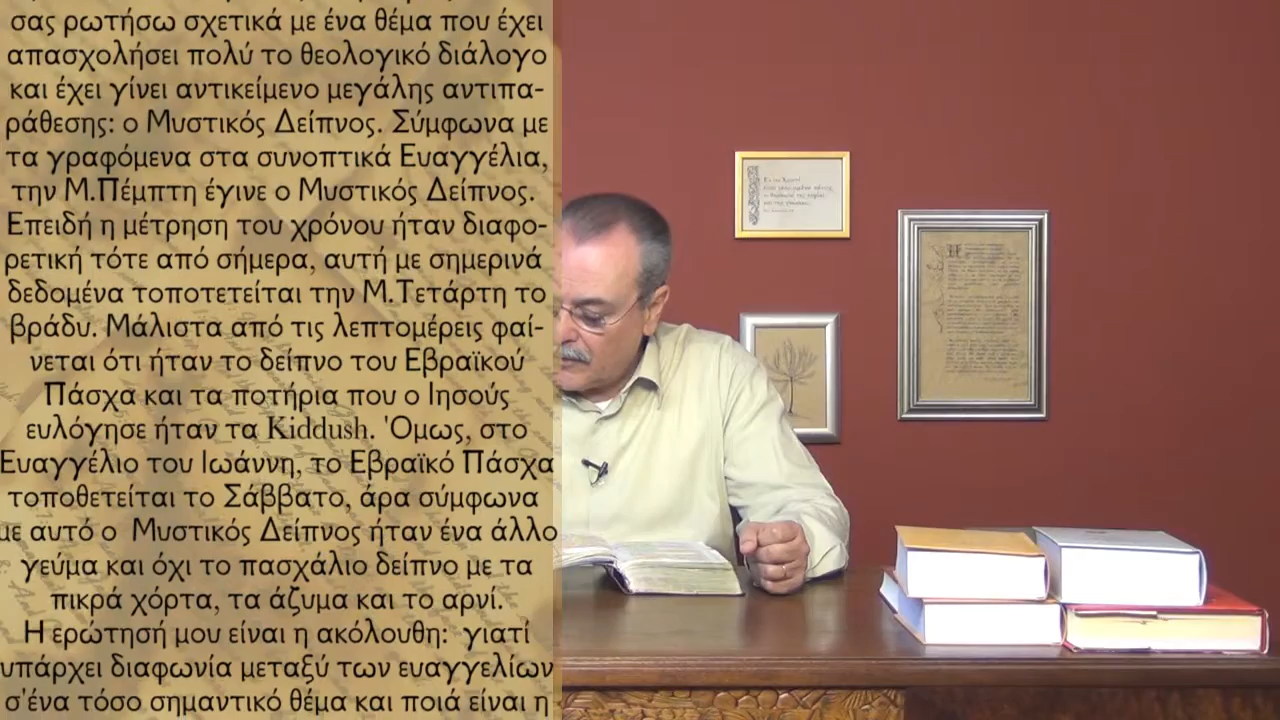 σας ρωτήσω σχετικά με ένα θέμα που έχει
απασχολήσει πολύ το θεολογικό διάλογο
και έχει γίνει αντικείμενο μεγάλης αντιπα-
ράθεσης: ο Μυστικός Δείπνος. Σύμφωνα με
τα γραφόμενα στα συνοπτικά Ευαγγέλια,
την Μ.Πέμπτη έγινε ο Μυστικός Δείπνος.
Επειδή η μέτρηση του χρόνου ήταν διαφο-
ρετική τότε από σήμερα, αυτή με σημερινά
δεδομένα τοποτετείται την Μ.Τετάρτη το
βράδυ. Μάλιστα από τις λεπτομέρεις φαί-
νεται ότι ήταν το δείπνο του Εβραϊκού
Πάσχα και τα ποτήρια που ο Ιησούς
ευλόγησε ήταν τα Kiddush. Όμως, στο
Ευαγγέλιο του Ιωάννη, το Εβραϊκό Πάσχα
τοποθετείται το Σάββατο, άρα σύμφωνα
με αυτό ο Μυστικός Δείπνος ήταν ένα άλλο
γεύμα και όχι το πασχάλιο δείπνο με τα
πικρά χόρτα, τα άζυμα και το αρνί.
Η ερώτησή μου είναι η ακόλουθη: γιατί
υπάρχει διαφωνία μεταξύ των ευαγγελίων
σ'ένα τόσο σημαντικό θέμα και ποιά είναι η